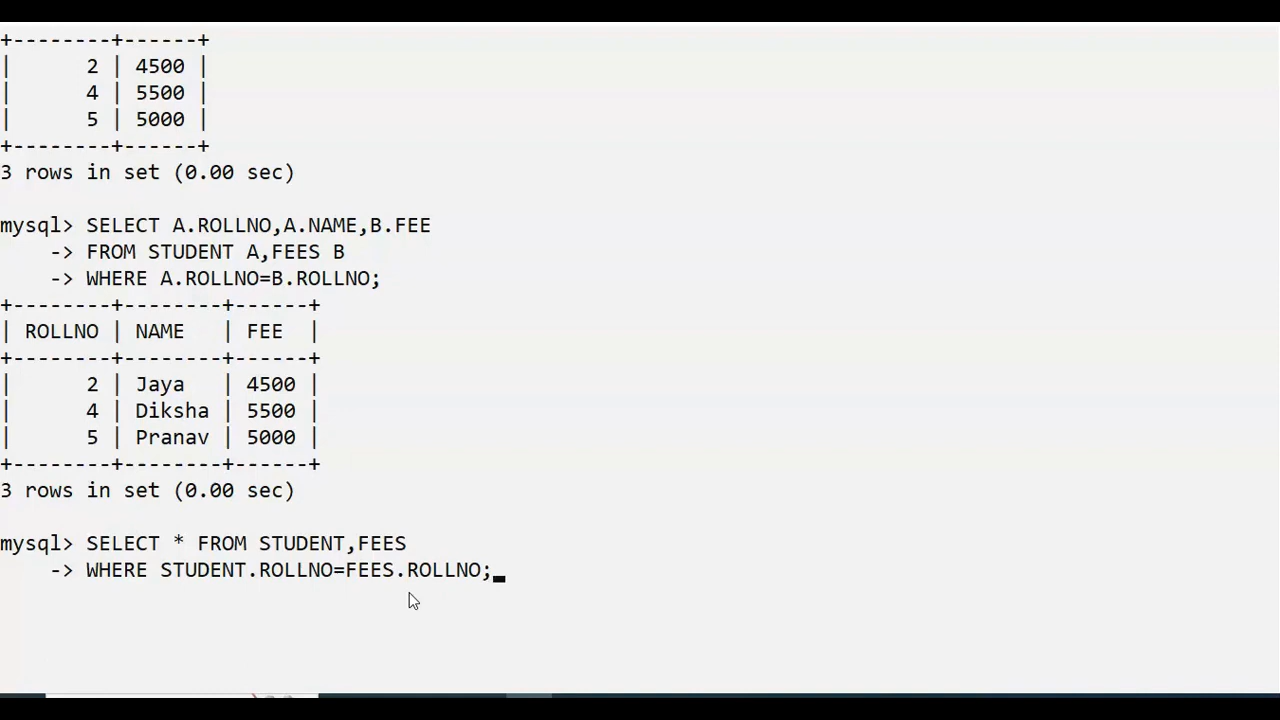 +--------+------+
|      2 | 4500 |
|      4 | 5500 |
|      5 | 5000 |
+--------+------+
3 rows in set (0.00 sec)
mysql> SELECT A.ROLLNO,A.NAME,B.FEE
    -> FROM STUDENT A,FEES B
    -> WHERE A.ROLLNO=B.ROLLNO;
+--------+--------+------+
| ROLLNO | NAME   | FEE  |
+--------+--------+------+
|      2 | Jaya   | 4500 |
|      4 | Diksha | 5500 |
|      5 | Pranav | 5000 |
+--------+--------+------+
3 rows in set (0.00 sec)
mysql> SELECT * FROM STUDENT,FEES
    -> WHERE STUDENT.ROLLNO=FEES.ROLLNO;